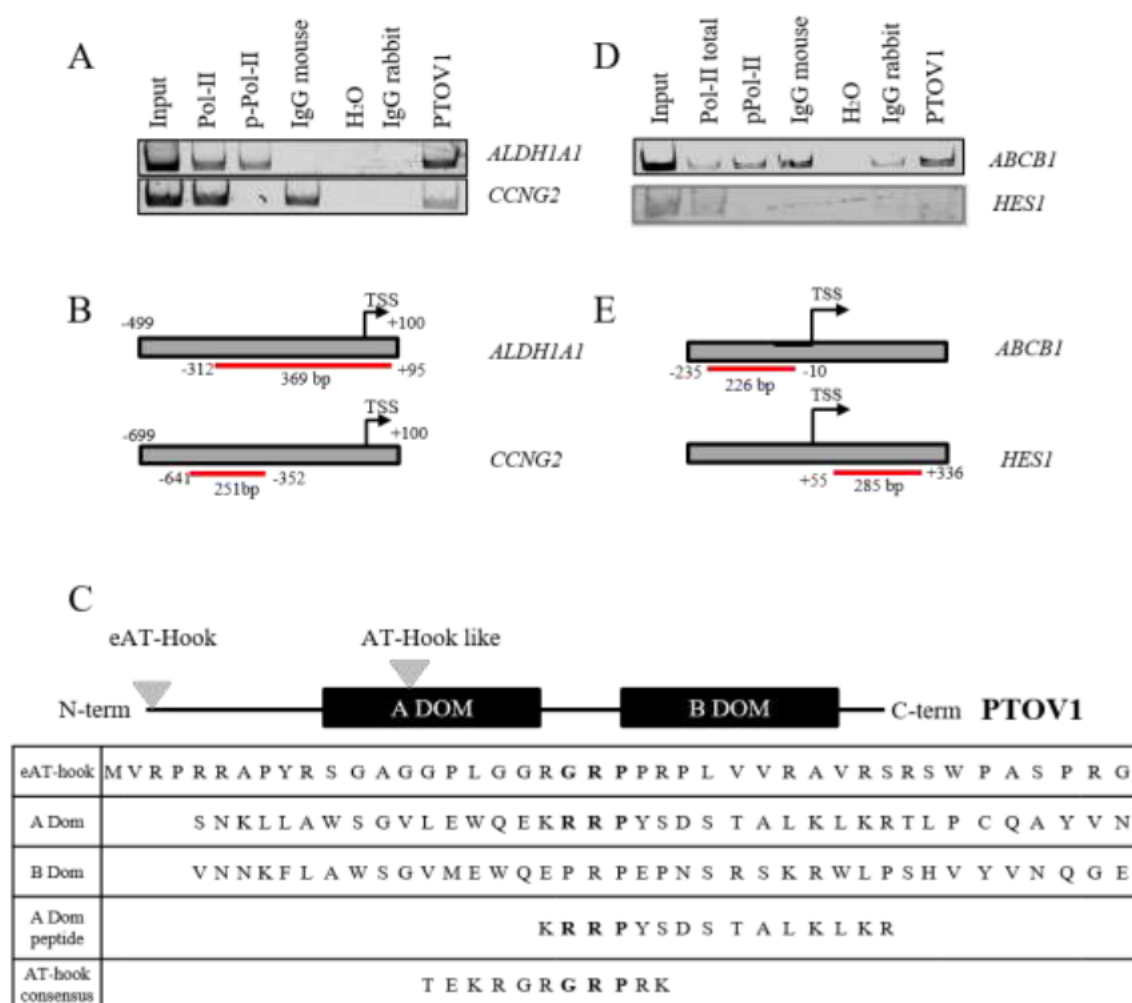 A
Input Pol-II p-Pol-II IgG mouse H₂O IgG rabbit PTOV1
ALDH1A1
CCNG2
D
Input Pol-II total pPol-II IgG mouse H₂O IgG rabbit PTOV1
ABCB1
HES1
B
-499 TSS +100
ALDH1A1
-312 369 bp +95
-699 TSS +100
CCNG2
-641 251bp -352
E
TSS
ABCB1
-235 226 bp -10
TSS
HES1
+55 285 bp +336
C
eAT-Hook AT-Hook like
N-term A DOM B DOM C-term PTOV1
eAT-hook M V R P R R A P Y R S G A G G P L G G R G R P P R P L V V R A V R S R S W P A S P R G
A Dom S N K L L A W S G V L E W Q E K R R P Y S D S T A L K L K R T L P C Q A Y V N
B Dom V N N K F L A W S G V M E W Q E P R P E P N S R S K R W L P S H V Y V N Q G E
A Dom
peptide K R R P Y S D S T A L K L K R
AT-hook
consensus T E K R G R G R P R K